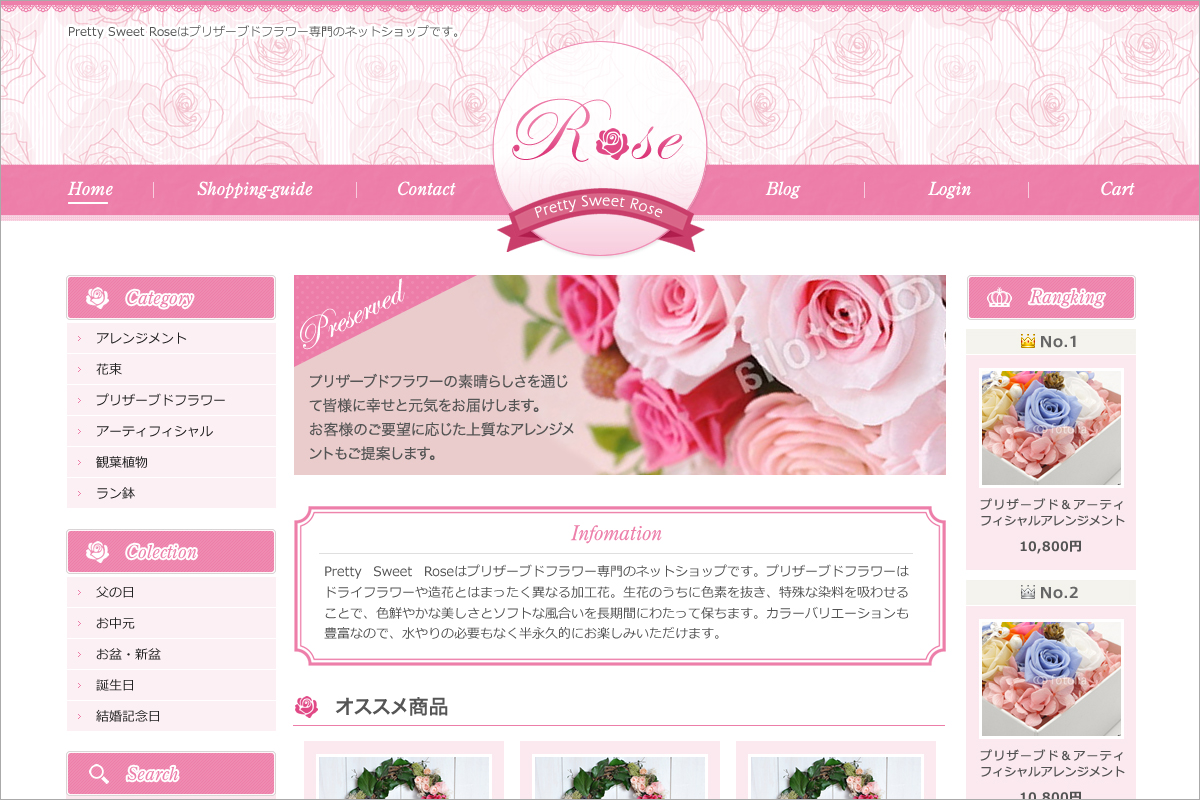 Pretty Sweet Roseはプリザーブドフラワー専門のネットショップです。
Rose
Pretty Sweet Rose
Home
Shopping-guide
Contact
Blog
Login
Cart
Category
アレンジメント
花束
プリザーブドフラワー
アーティフィシャル
観葉植物
ラン鉢
Colection
父の日
お中元
お盆・新盆
誕生日
結婚記念日
Search
Preserved
プリザーブドフラワーの素晴らしさを通じ
て皆様に幸せと元気をお届けします。
お客様のご要望に応じた上質なアレンジメ
ントもご提案します。
Infomation
Pretty Sweet Roseはプリザーブドフラワー専門のネットショップです。プリザーブドフラワーは
ドライフラワーや造花とはまったく異なる加工花。生花のうちに色素を抜き、特殊な染料を吸わせる
ことで、色鮮やかな美しさとソフトな風合いを長期間にわたって保ちます。カラーバリエーションも
豊富なので、水やりの必要もなく半永久的にお楽しみいただけます。
オススメ商品
Rangking
No.1
プリザーブド＆アーティ
フィシャルアレンジメント
10,800円
No.2
プリザーブド＆アーティ
フィシャルアレンジメント
10,800円